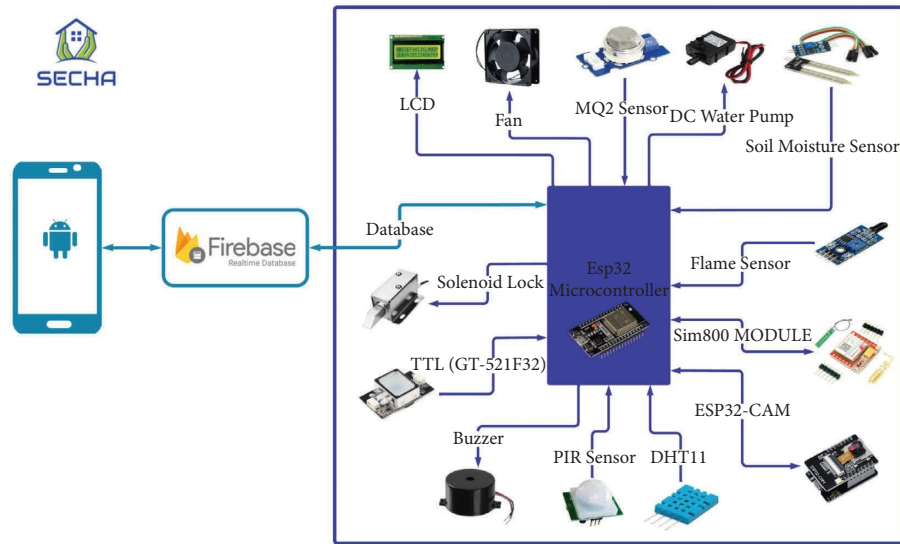 SECHA
LCD
Fan
MQ2 Sensor
DC Water Pump
Soil Moisture Sensor
Database
Firebase
Realtime Database
Solenoid Lock
Esp32
Microcontroller
Flame Sensor
Sim800 MODULE
TTL (GT-521F32)
ESP32-CAM
Buzzer
PIR Sensor
DHT11